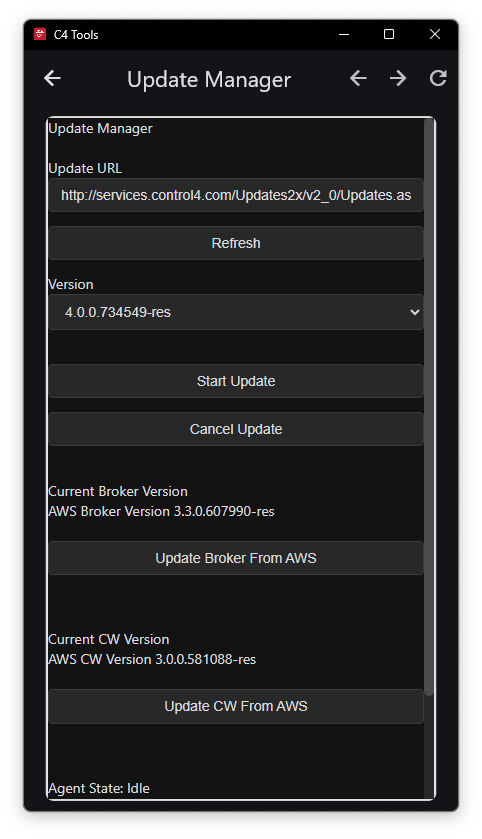 C4 Tools
Update Manager
Update Manager
Update URL
http://services.control4.com/Updates2x/v2_0/Updates.as
Refresh
Version
4.0.0.734549-res
Start Update
Cancel Update
Current Broker Version
AWS Broker Version 3.3.0.607990-res
Update Broker From AWS
Current CW Version
AWS CW Version 3.0.0.581088-res
Update CW From AWS
Agent State: Idle